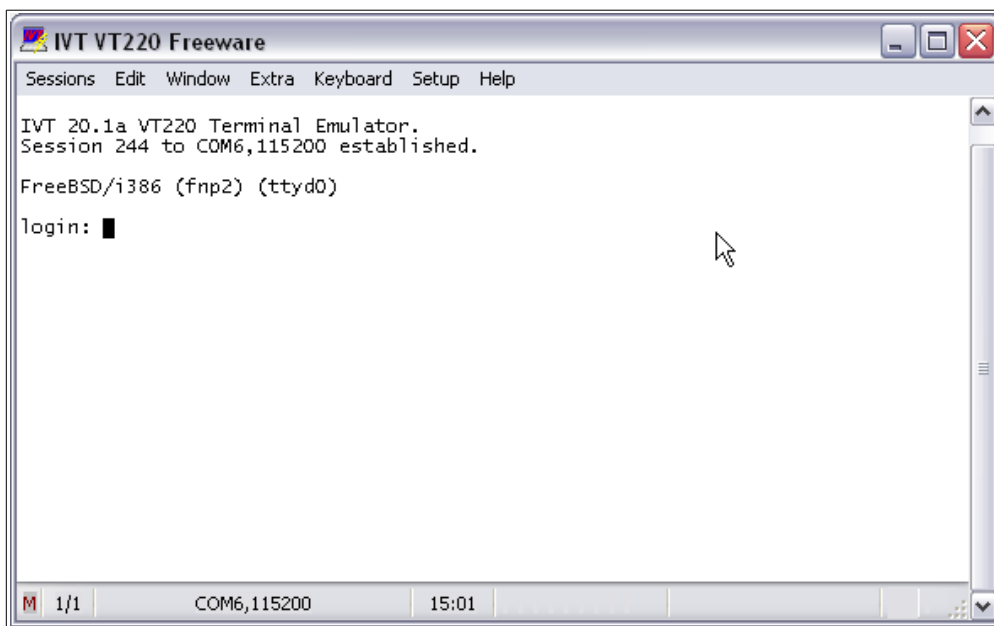 IVT VT220 Freeware
Sessions Edit Window Extra Keyboard Setup Help
IVT 20.1a VT220 Terminal Emulator.
Session 244 to COM6,115200 established.
FreeBSD/i386 (fnp2) (ttyd0)
login:
M 1/1 COM6,115200 15:01